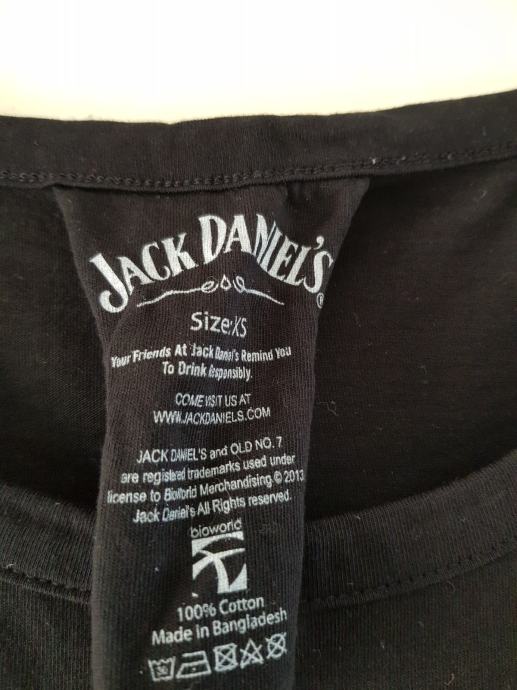 JACK DANIEL'S®
Size:XS
Your Friends At Jack Daniel's Remind You
To Drink Responsibly.
COME VISIT US AT
WWW.JACKDANIELS.COM
JACK DANIEL'S and OLD NO. 7
are registered trademarks used under
license to Bioworld Merchandising © 2013
Jack Daniel's All Rights reserved.
bioworld
100% Cotton
Made in Bangladesh
30